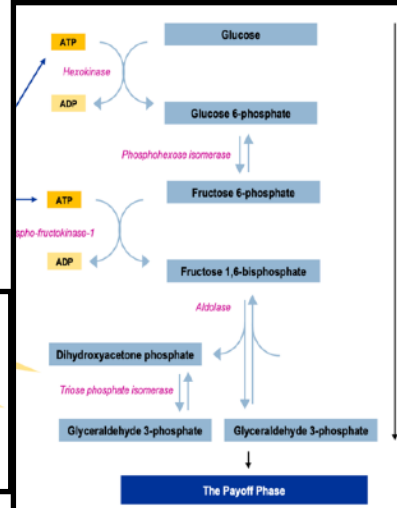 Glucose
ATP
Hexokinase
ADP
Glucose 6-phosphate
Phosphohexose isomerase
Fructose 6-phosphate
ATP
spho-fructokinase-1
ADP
Fructose 1,6-bisphosphate
Aldolase
Dihydroxyacetone phosphate
Triose phosphate isomerase
Glyceraldehyde 3-phosphate
Glyceraldehyde 3-phosphate
The Payoff Phase